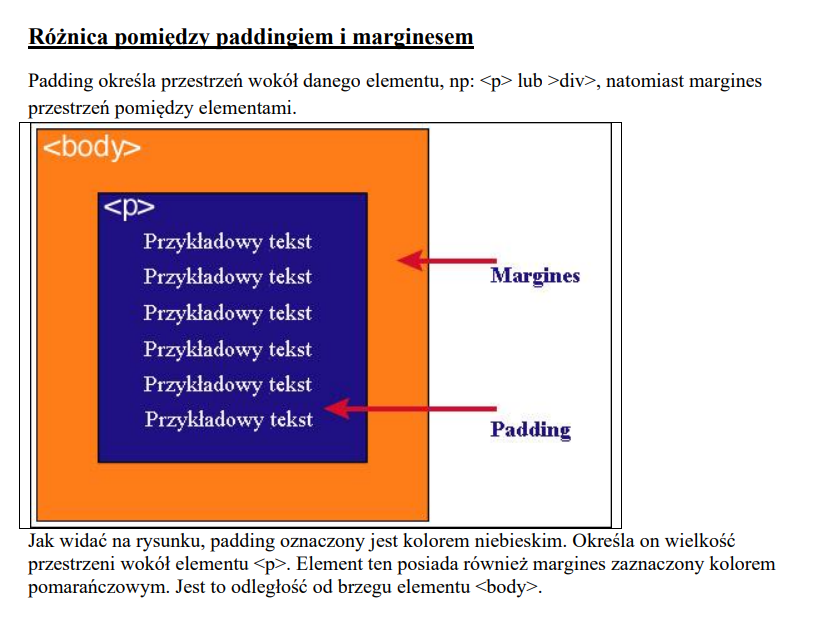 Różnica pomiędzy paddingiem i marginesem
Padding określa przestrzeń wokół danego elementu, np: <p> lub >div>, natomiast margines
przestrzeń pomiędzy elementami.
<body>
<p>
Przykładowy tekst
Przykładowy tekst
Przykładowy tekst
Przykładowy tekst
Przykładowy tekst
Przykładowy tekst
Margines
Padding
Jak widać na rysunku, padding oznaczony jest kolorem niebieskim. Określa on wielkość
przestrzeni wokół elementu <p>. Element ten posiada również margines zaznaczony kolorem
pomarańczowym. Jest to odległość od brzegu elementu <body>.